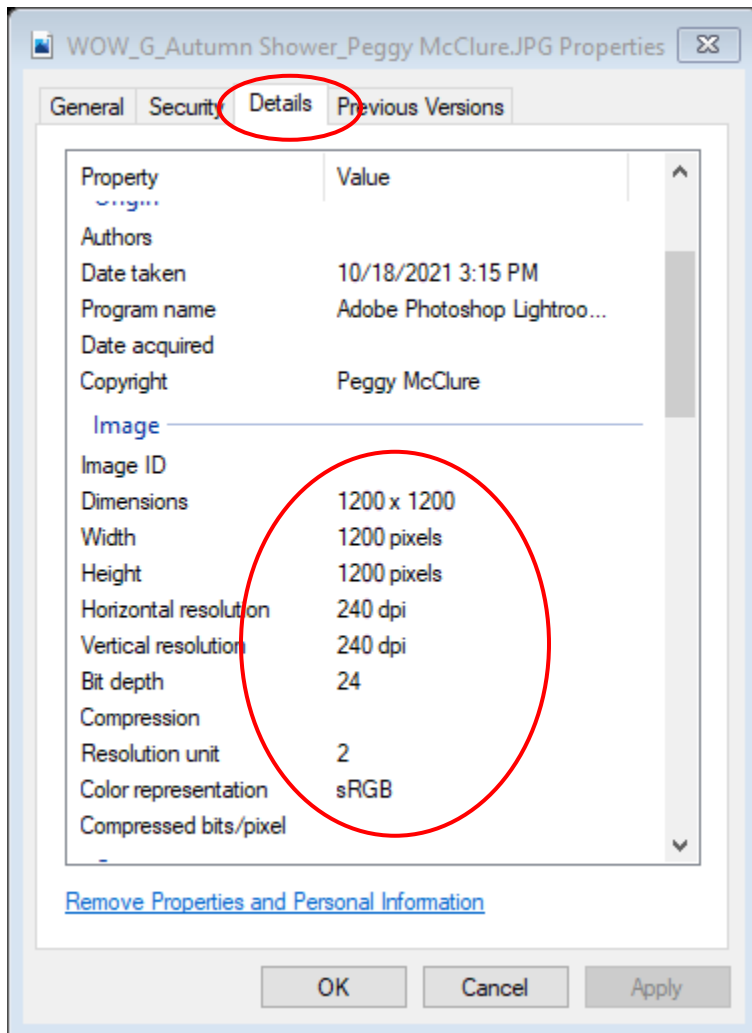 WOW_G_Autumn Shower_Peggy McClure.JPG Properties
General Security Details Previous Versions
Property Value
Origin
Authors
Date taken 10/18/2021 3:15 PM
Program name Adobe Photoshop Lightroo...
Date acquired
Copyright Peggy McClure
Image
Image ID
Dimensions 1200 x 1200
Width 1200 pixels
Height 1200 pixels
Horizontal resolution 240 dpi
Vertical resolution 240 dpi
Bit depth 24
Compression
Resolution unit 2
Color representation sRGB
Compressed bits/pixel
Remove Properties and Personal Information
OK Cancel Apply